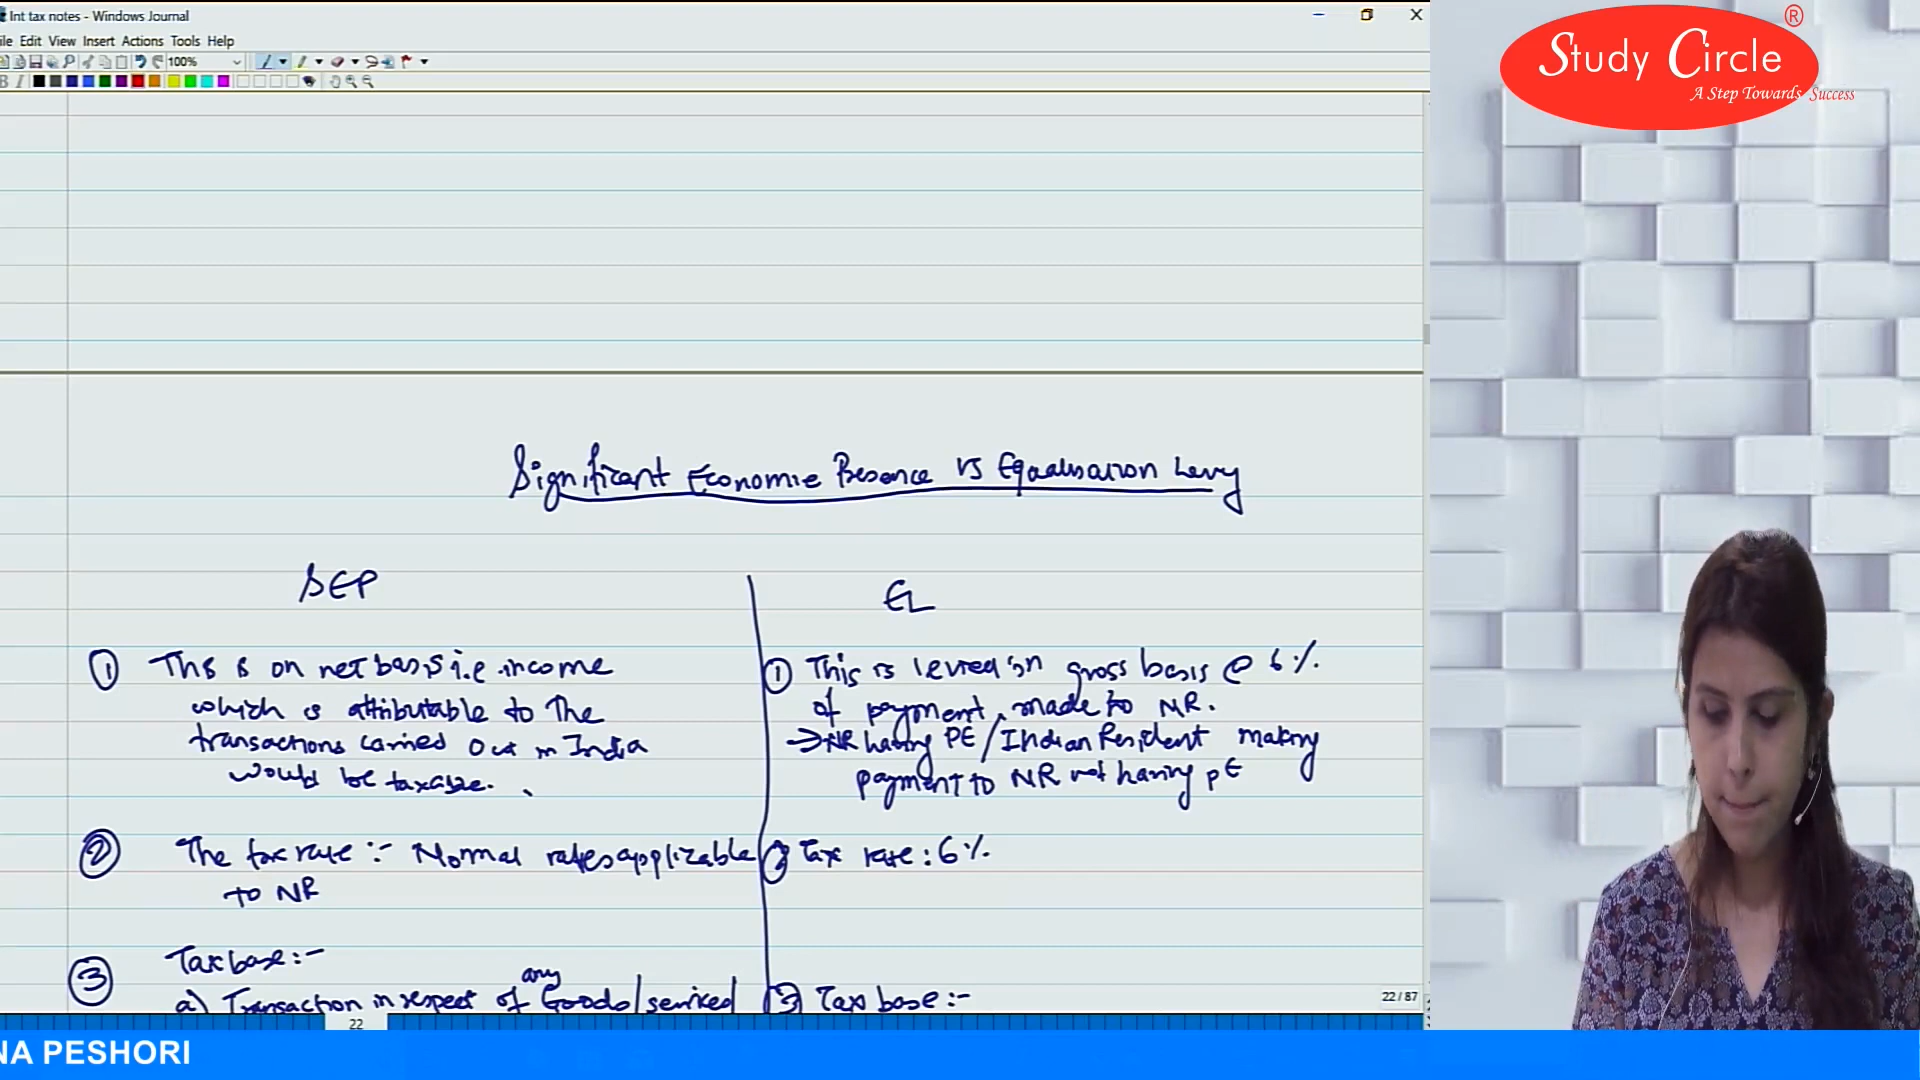 Int tax notes - Windows Journal
ile Edit View Insert Actions Tools Help
100%
B I
Study Circle ®
A Step Towards Success
Significant Economic Presence vs Equalisation Levy
SEP
EL
① This is on net basis i.e. income
which is attributable to the
transactions carried out in India
would be taxable.
① This is levied on gross basis @ 6%
of payment made to NR.
→ NR having PE/Indian Resident making
payment to NR not having PE
② The tax rate :- Normal rates applicable
to NR
② Tax rate : 6%
③ Tax base :-
a) Transaction in respect of any Goods/services
③ Tax base :-
22/87
22
NA PESHORI